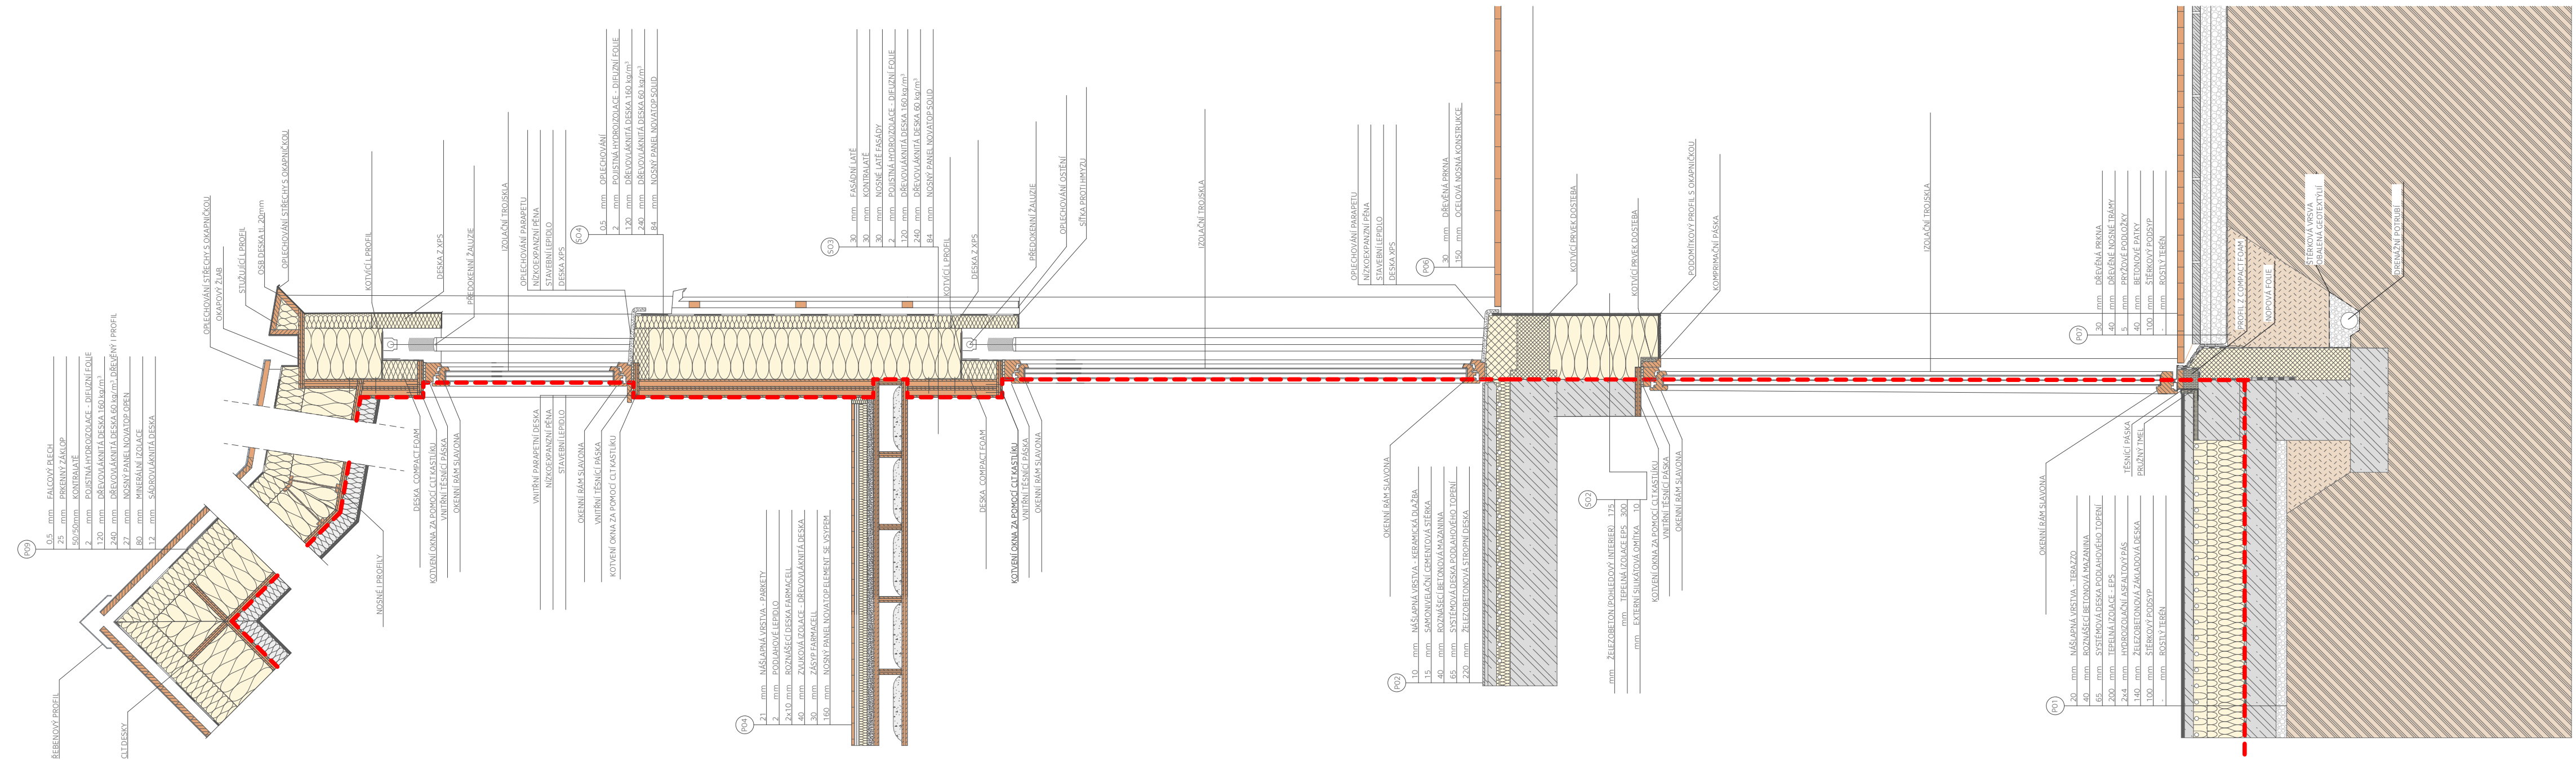 P09
0,5 mm FALCOVÝ PLECH
25 mm PRKENNÝ ZÁKLOP
50/50mm KONTRALATĚ
2 mm POJISTNÁ HYDROIZOLACE - DIFUZNÍ FOLIE
120 mm DŘEVOVLÁKNITÁ DESKA 160 kg/m³
240 mm DŘEVOVLÁKNITÁ DESKA 60 kg/m³, DŘEVĚNÝ I PROFIL
27 mm NOSNÝ PANEL NOVATOP OPEN
80 mm MINERÁLNÍ IZOLACE
12 mm SÁDROVLÁKNITÁ DESKA
ŘEBENOVÝ PROFIL
CLT DESKY
OPLECHOVÁNÍ STŘECHY S OKAPNIČKOU
OKAPOVÝ ŽLAB
STUŽUJÍCÍ L PROFIL
OSB DESKA tl. 20mm
OPLECHOVÁNÍ STŘECHY S OKAPNIČKOU
KOTVÍCÍ L PROFIL
DESKA Z XPS
PŘEDOKENNÍ ŽALUZIE
IZOLAČNÍ TROJSKLA
OPLECHOVÁNÍ PARAPETU
NÍZKOEXPANZNÍ PĚNA
STAVEBNÍ LEPIDLO
DESKA XPS
NOSNÉ I PROFILY
DESKA COMPACT FOAM
KOTVENÍ OKNA ZA POMOCÍ CLT KASTLÍKU
VNITŘNÍ TĚSNÍCÍ PÁSKA
OKENNÍ RÁM SLAVONA
VNITŘNÍ PARAPETNÍ DESKA
NÍZKOEXPANZNÍ PĚNA
STAVEBNÍ LEPIDLO
OKENNÍ RÁM SLAVONA
VNITŘNÍ TĚSNÍCÍ PÁSKA
KOTVENÍ OKNA ZA POMOCÍ CLT KASTLÍKU
SO4
0,5 mm OPLECHOVÁNÍ
2 mm POJISTNÁ HYDROIZOLACE - DIFUZNÍ FOLIE
120 mm DŘEVOVLÁKNITÁ DESKA 160 kg/m³
240 mm DŘEVOVLÁKNITÁ DESKA 60 kg/m³
84 mm NOSNÝ PANEL NOVATOP SOLID
P04
21 mm NÁŠLAPNÁ VRSTVA - PARKETY
2 mm PODLAHOVÉ LEPIDLO
2x10 mm ROZNÁŠECÍ DESKA FARMACELL
40 mm ZVUKOVÁ IZOLACE - DŘEVOVLÁKNITÁ DESKA
30 mm ZÁSYP FARMACELL
160 mm NOSNÝ PANEL NOVATOP ELEMENT SE VSYPEM
SO3
30 mm FASÁDNÍ LATĚ
30 mm KONTRALATĚ
30 mm NOSNÉ LATĚ FASÁDY
2 mm POJISTNÁ HYDROIZOLACE - DIFUZNÍ FOLIE
120 mm DŘEVOVLÁKNITÁ DESKA 160 kg/m³
240 mm DŘEVOVLÁKNITÁ DESKA 60 kg/m³
84 mm NOSNÝ PANEL NOVATOP SOLID
KOTVÍCÍ L PROFIL
DESKA Z XPS
PŘEDOKENNÍ ŽALUZIE
OPLECHOVÁNÍ OSTĚNÍ
SÍŤKA PROTI HMYZU
DESKA COMPACT FOAM
KOTVENÍ OKNA ZA POMOCÍ CLT KASTLÍKU
VNITŘNÍ TĚSNÍCÍ PÁSKA
OKENNÍ RÁM SLAVONA
IZOLAČNÍ TROJSKLA
OPLECHOVÁNÍ PARAPETU
NÍZKOEXPANZNÍ PĚNA
STAVEBNÍ LEPIDLO
DESKA XPS
P06
30 mm DŘEVĚNÁ PRKNA
150 mm OCELOVÁ NOSNÁ KONSTRUKCE
OKENNÍ RÁM SLAVONA
P02
10 mm NÁŠLAPNÁ VRSTVA - KERAMICKÁ DLAŽBA
15 mm SAMONIVELAČNÍ CEMENTOVÁ STĚRKA
40 mm ROZNÁŠECÍ BETONOVÁ MAZANINA
65 mm SYSTÉMOVÁ DESKA PODLAHOVÉHO TOPENÍ
220 mm ŽELEZOBETONOVÁ STROPNÍ DESKA
KOTVÍCÍ PRVEK DOSTEBA
KOTVÍCÍ PRVEK DOSTEBA
PODOMÍTKOVÝ PROFIL S OKAPNIČKOU
KOMPRIMAČNÍ PÁSKA
SO2
mm ŽELEZOBETON (POHLEDOVÝ INTERIER) 175
mm TEPELNÁ IZOLACE EPS 300
mm EXTERNÍ SILIKÁTOVÁ OMÍTKA 10
KOTVENÍ OKNA ZA POMOCÍ CLT KASTLÍKU
VNITŘNÍ TĚSNÍCÍ PÁSKA
OKENNÍ RÁM SLAVONA
IZOLAČNÍ TROJSKLA
P07
30 mm DŘEVĚNÁ PRKNA
40 mm DŘEVĚNÉ NOSNÉ TRÁMY
5 mm PRYŽOVÉ PODLOŽKY
40 mm BETONOVÉ PATKY
100 mm ŠTĚRKOVÝ PODSYP
- mm ROSTLÝ TERÉN
OKENNÍ RÁM SLAVONA
TĚSNÍCÍ PÁSKA
PRUŽNÝ TMEL
P01
20 mm NÁŠLAPNÁ VRSTVA - TERAZZO
40 mm ROZNÁŠECÍ BETONOVÁ MAZANINA
65 mm SYSTÉMOVÁ DESKA PODLAHOVÉHO TOPENÍ
200 mm TEPELNÁ IZOLACE - EPS
2x4 mm HYDROIZOLAČNÍ ASFALTOVÝ PÁS
140 mm ŽELEZOBETONOVÁ ZÁKLADOVÁ DESKA
100 mm ŠTĚRKOVÝ PODSYP
- mm ROSTLÝ TERÉN
PROFIL Z COMPACT FOAM
NOPOVÁ FOLIE
ŠTĚRKOVÁ VRSVA
OBALENÁ GEOTEXTÝLIÍ
DRENÁŽNÍ POTRUBÍ